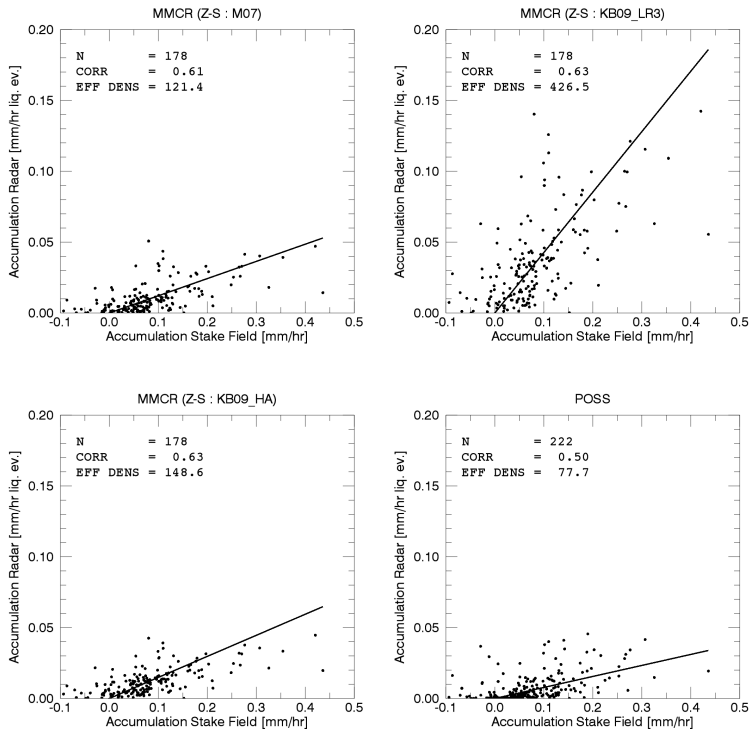 MMCR (Z-S : M07)
0.20
0.15
0.10
0.05
0.00
N = 178
CORR = 0.61
EFF DENS = 121.4
-0.1 0.0 0.1 0.2 0.3 0.4 0.5
Accumulation Stake Field [mm/hr]
Accumulation Radar [mm/hr liq. ev.]
MMCR (Z-S : KB09_LR3)
0.20
0.15
0.10
0.05
0.00
N = 178
CORR = 0.63
EFF DENS = 426.5
-0.1 0.0 0.1 0.2 0.3 0.4 0.5
Accumulation Stake Field [mm/hr]
Accumulation Radar [mm/hr liq. ev.]
MMCR (Z-S : KB09_HA)
0.20
0.15
0.10
0.05
0.00
N = 178
CORR = 0.63
EFF DENS = 148.6
-0.1 0.0 0.1 0.2 0.3 0.4 0.5
Accumulation Stake Field [mm/hr]
Accumulation Radar [mm/hr liq. ev.]
POSS
0.20
0.15
0.10
0.05
0.00
N = 222
CORR = 0.50
EFF DENS = 77.7
-0.1 0.0 0.1 0.2 0.3 0.4 0.5
Accumulation Stake Field [mm/hr]
Accumulation Radar [mm/hr liq. ev.]